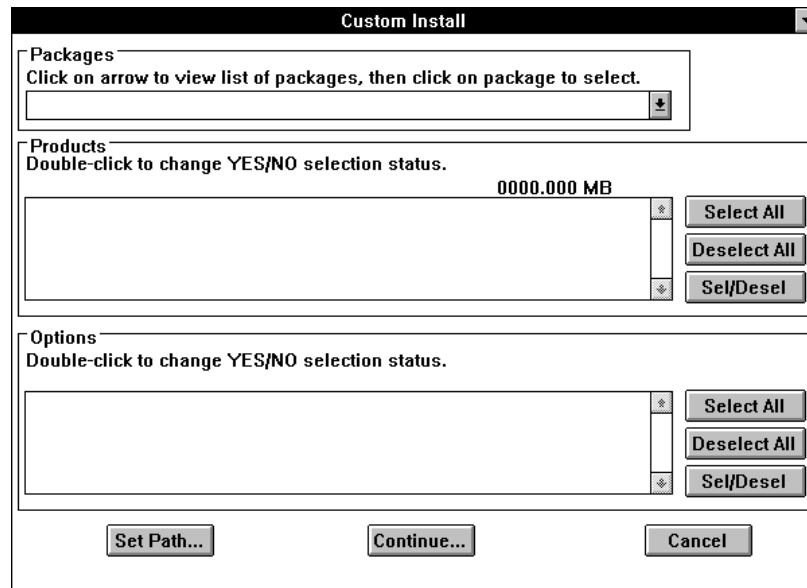 Custom Install
Packages
Click on arrow to view list of packages, then click on package to select.
Products
Double-click to change YES/NO selection status.
0000.000 MB
Select All
Deselect All
Sel/Desel
Options
Double-click to change YES/NO selection status.
Select All
Deselect All
Sel/Desel
Set Path... Continue... Cancel